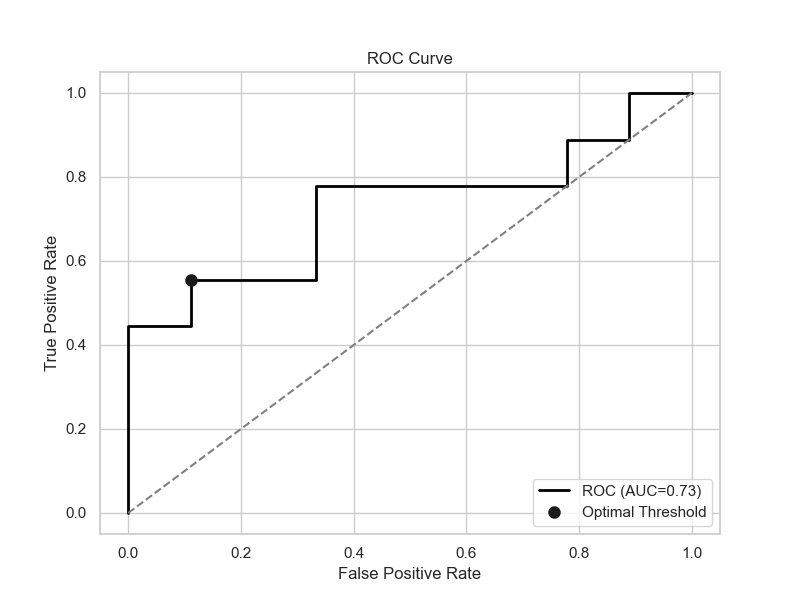 ROC Curve
True Positive Rate
1.0
0.8
0.6
0.4
0.2
0.0
ROC (AUC=0.73)
Optimal Threshold
0.0 0.2 0.4 0.6 0.8 1.0
False Positive Rate